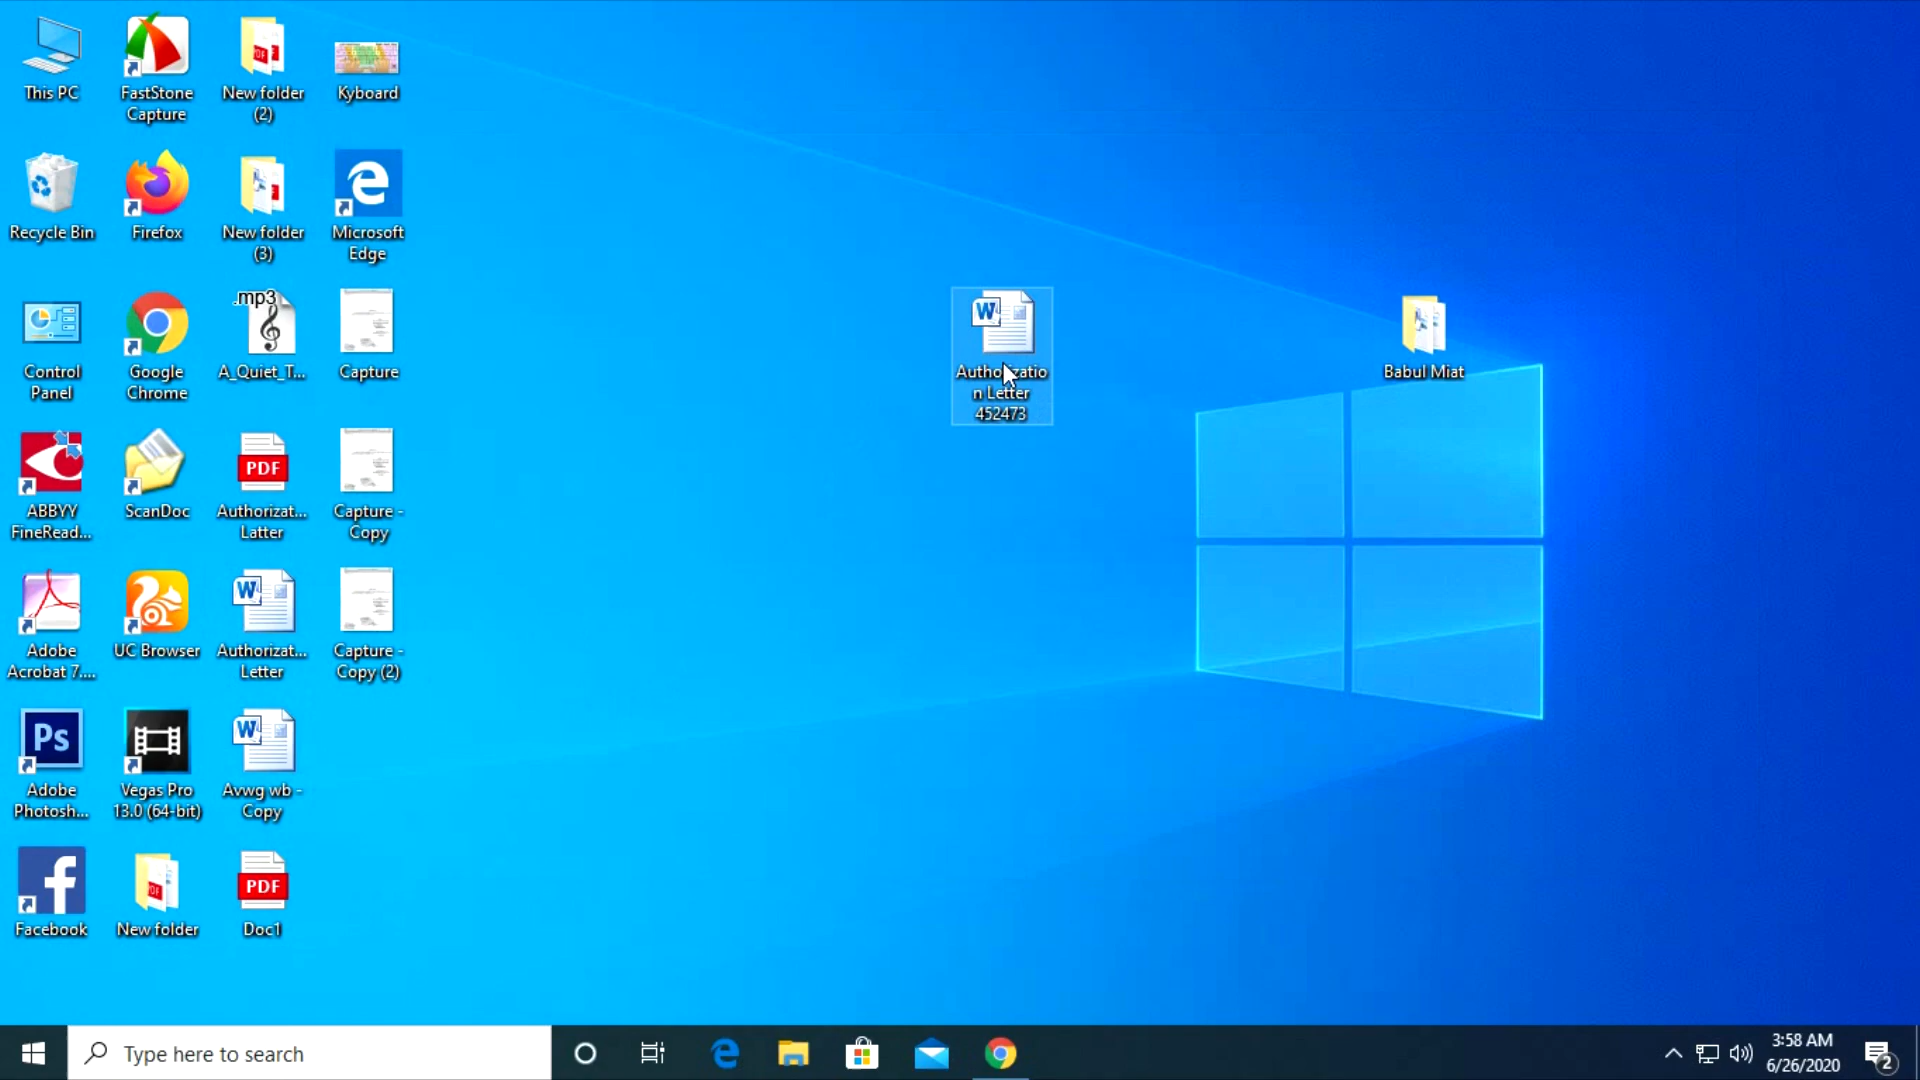 This PC
FastStone
Capture
New folder
(2)
Kyboard
Recycle Bin
Firefox
New folder
(3)
Microsoft
Edge
Control
Panel
Google
Chrome
.mp3
A_Quiet_T...
Capture
Authorizatio
n Letter
452473
Babul Miat
ABBYY
FineRead...
ScanDoc
PDF
Authorizat...
Latter
Capture -
Copy
Adobe
Acrobat 7....
UC Browser
W
Authorizat...
Letter
Capture -
Copy (2)
Ps
Adobe
Photosh...
Vegas Pro
13.0 (64-bit)
W
Avwg wb -
Copy
Facebook
New folder
PDF
Doc1
Type here to search
3:58 AM
6/26/2020
2